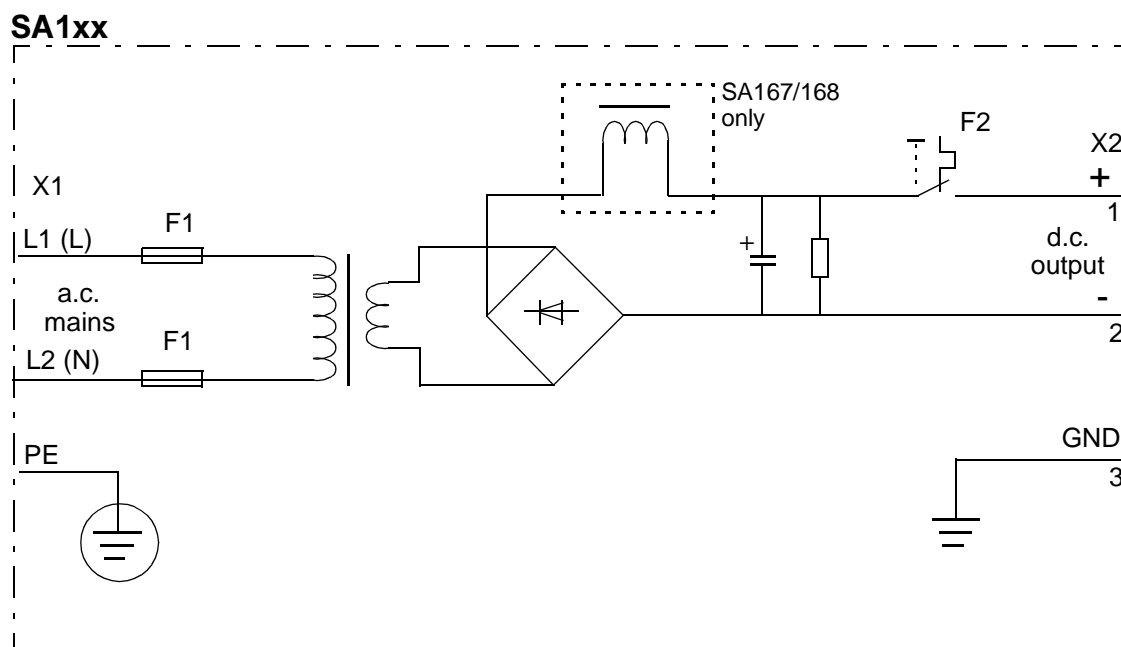 SA1xx
SA167/168
only
F2
X2
+
1
X1
F1
L1 (L)
+
d.c.
output
a.c.
mains
-
F1
2
L2 (N)
GND
PE
3